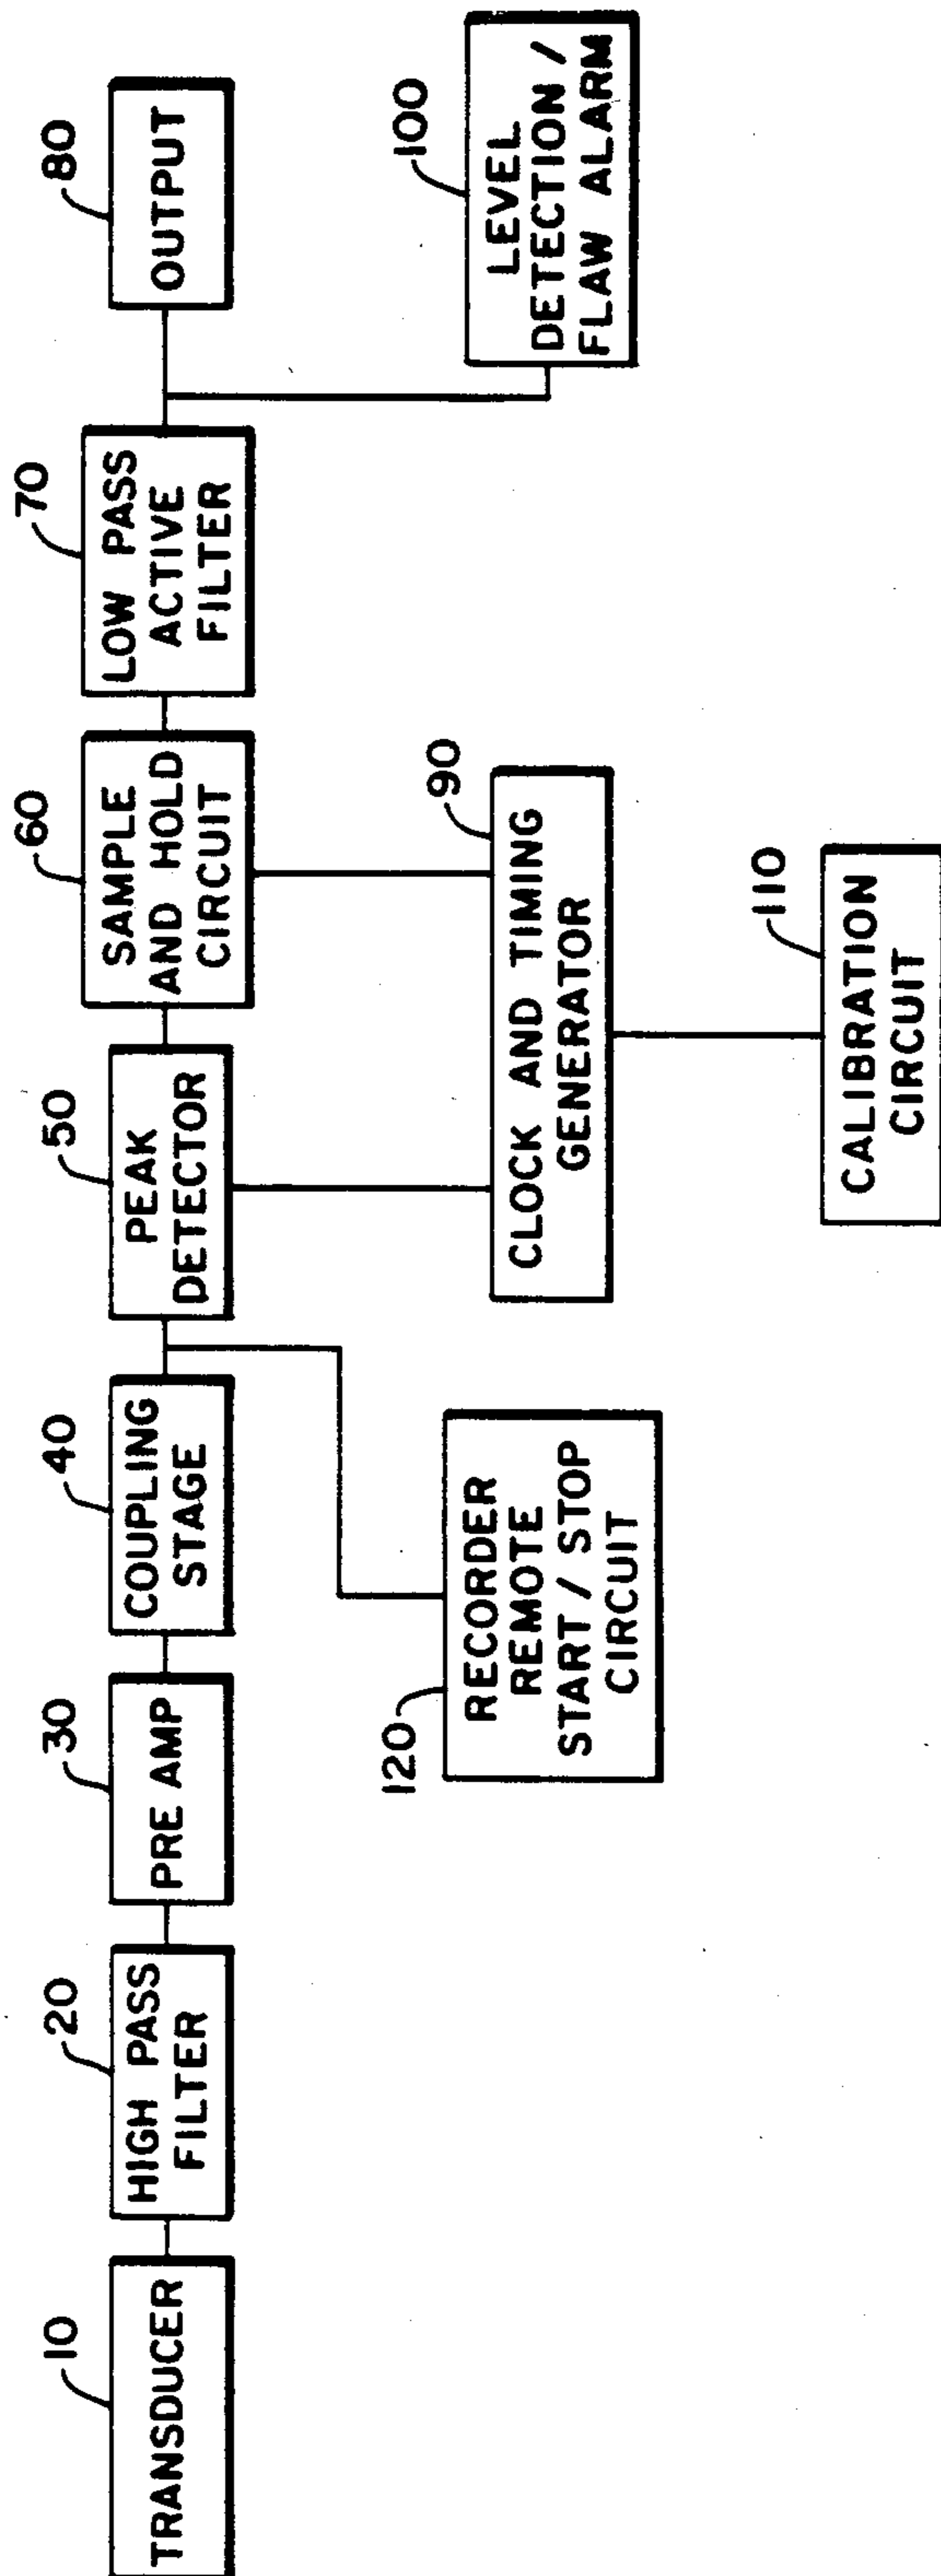 10
TRANSDUCER
20
HIGH PASS
FILTER
30
PRE AMP
40
COUPLING
STAGE
50
PEAK
DETECTOR
60
SAMPLE
AND HOLD
CIRCUIT
70
LOW PASS
ACTIVE
FILTER
80
OUTPUT
120
RECORDER
REMOTE
START / STOP
CIRCUIT
90
CLOCK AND TIMING
GENERATOR
100
LEVEL
DETECTION /
FLAW ALARM
110
CALIBRATION
CIRCUIT